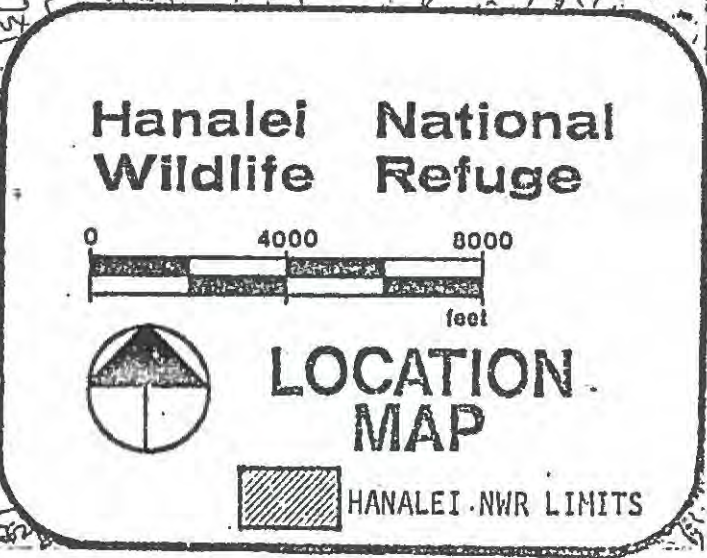 Hanalei National
Wildlife Refuge
0 4000 8000
feet
LOCATION
MAP
HANALEI NWR LIMITS